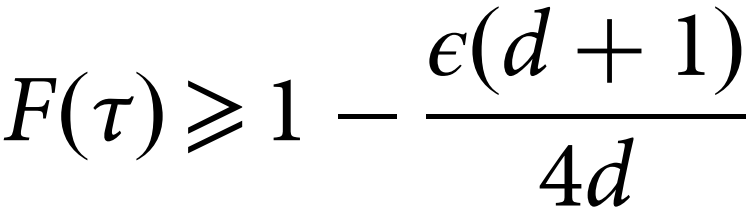 F(τ) ⩾ 1 − ϵ(d + 1)/4d